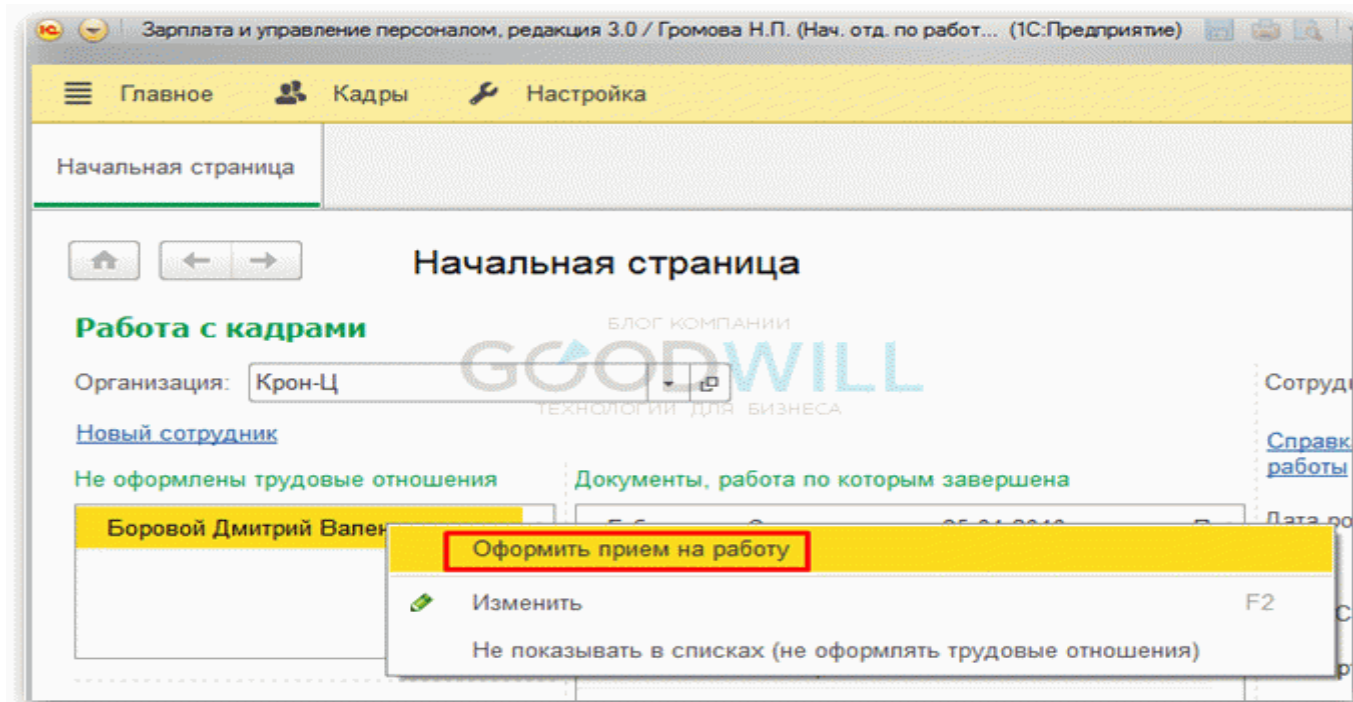 Зарплата и управление персоналом, редакция 3.0 / Громова Н.П. (Нач. отд. по работ... (1С:Предприятие)
Главное Кадры Настройка
Начальная страница
Начальная страница
Работа с кадрами
БЛОГ КОМПАНИИ
GOODWILL
ТЕХНОЛОГИИ ДЛЯ БИЗНЕСА
Организация: Крон-Ц
Сотруд
Новый сотрудник
Справк
работы
Не оформлены трудовые отношения
Документы, работа по которым завершена
Боровой Дмитрий Вален
Дата ро
Оформить прием на работу
Изменить F2
Не показывать в списках (не оформлять трудовые отношения)